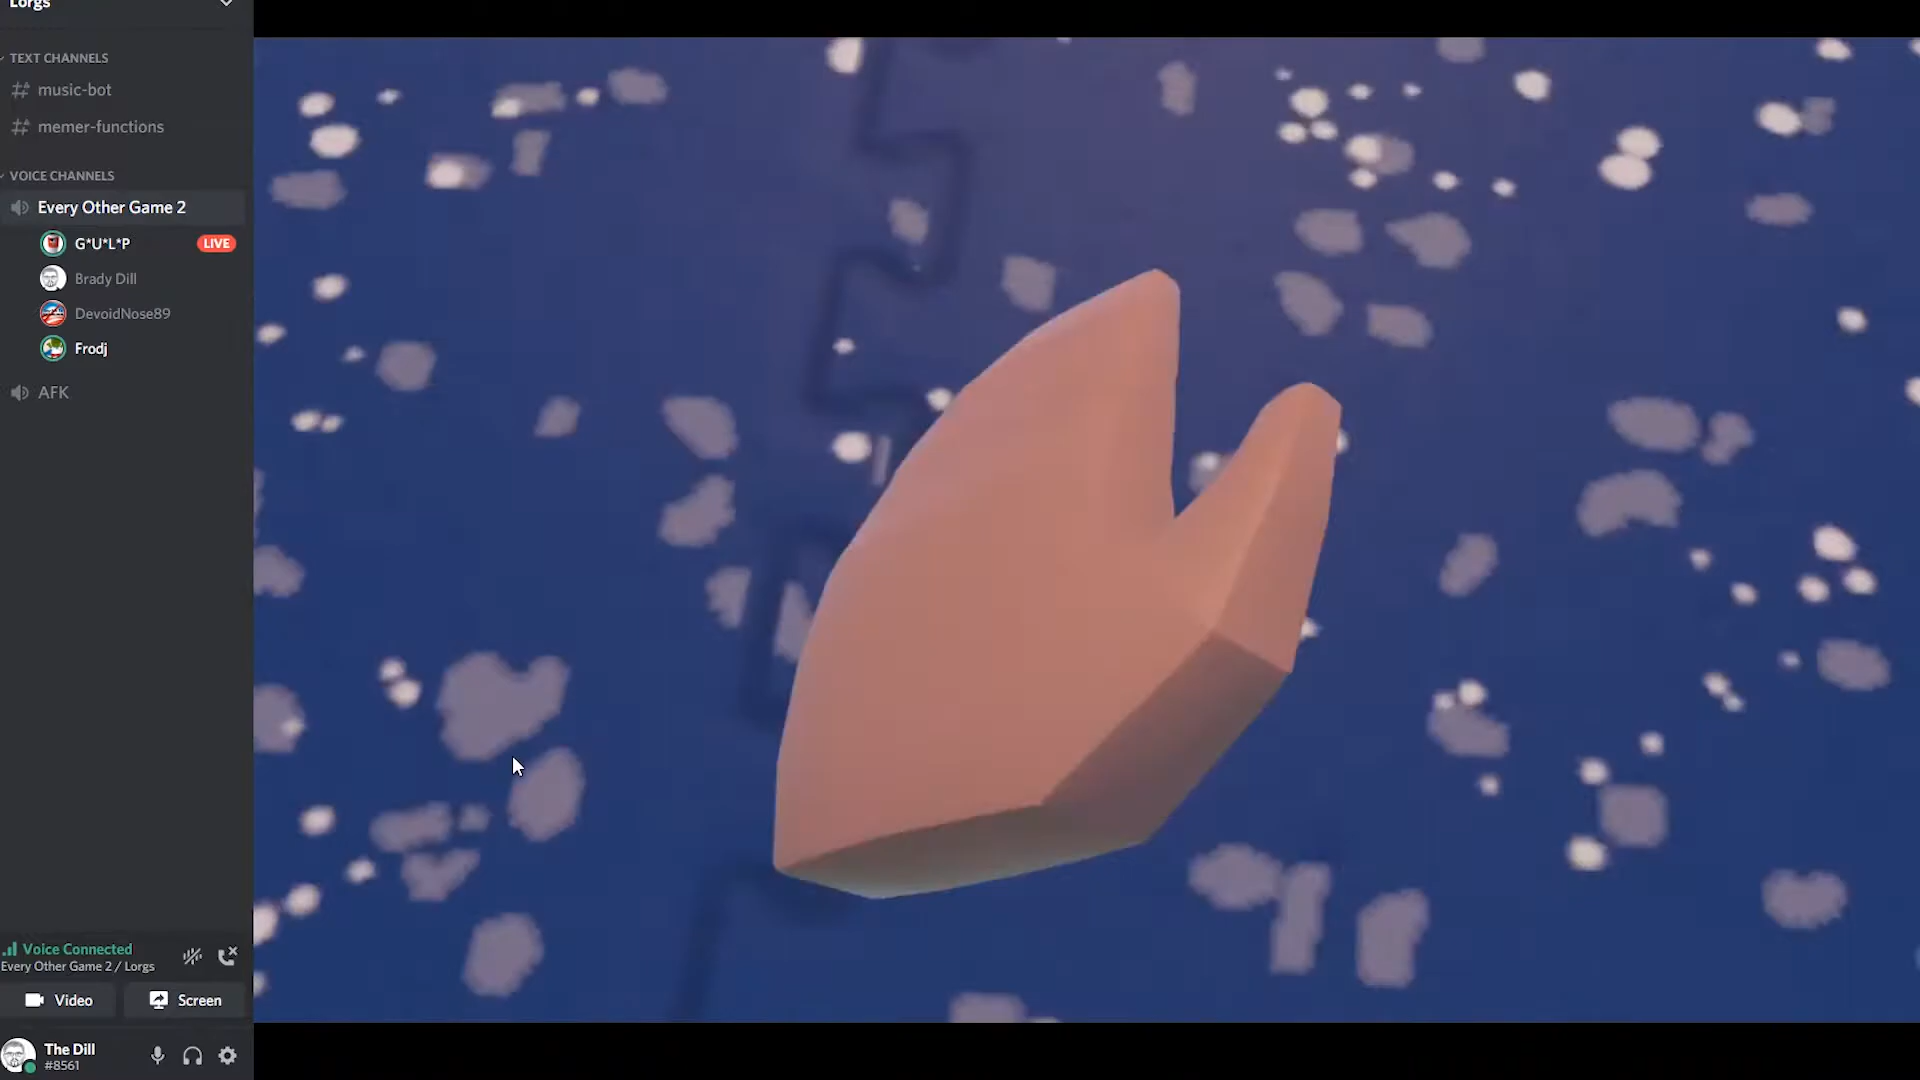 Lorgs
TEXT CHANNELS
music-bot
memer-functions
VOICE CHANNELS
Every Other Game 2
G*U*L*P LIVE
Brady Dill
DevoidNose89
Frodj
AFK
Voice Connected
Every Other Game 2 / Lorgs
Video Screen
The Dill
#8561